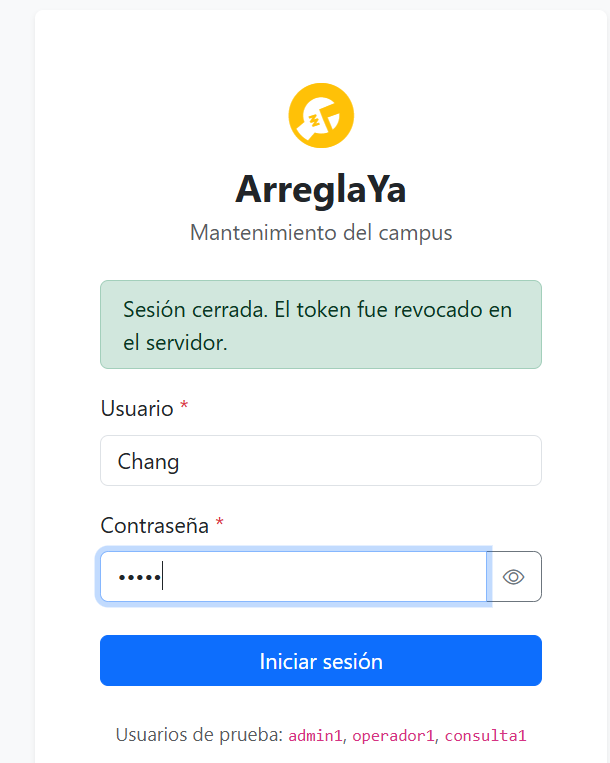 ArreglaYa
Mantenimiento del campus
Sesión cerrada. El token fue revocado en
el servidor.
Usuario *
Chang
Contraseña *
•••••
Iniciar sesión
Usuarios de prueba: admin1, operador1, consulta1